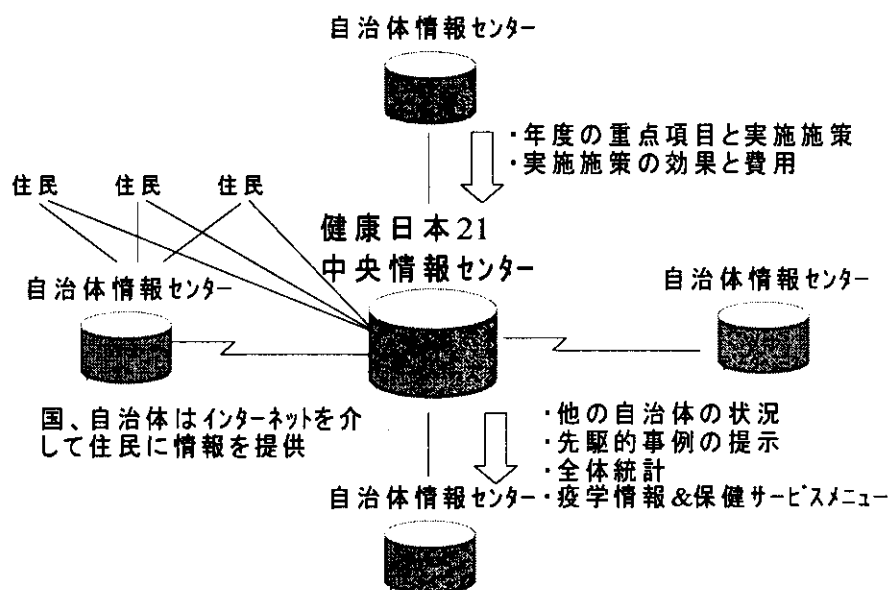 自治体情報センター
・年度の重点項目と実施施策
・実施施策の効果と費用
住民 住民 住民
健康日本21
中央情報センター
自治体情報センター
自治体情報センター
国、自治体はインターネットを介
して住民に情報を提供
・他の自治体の状況
・先駆的事例の提示
・全体統計
・疫学情報&保健サービスメニュー
自治体情報センター